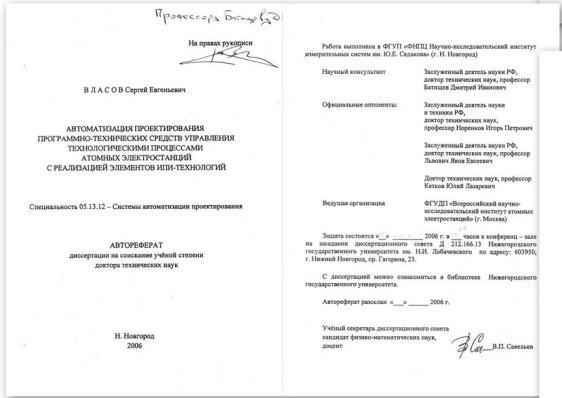 Профессора Батищев Д
На правах рукописи
ВЛАСОВ Сергей Евгеньевич
АВТОМАТИЗАЦИЯ ПРОЕКТИРОВАНИЯ
ПРОГРАММНО-ТЕХНИЧЕСКИХ СРЕДСТВ УПРАВЛЕНИЯ
ТЕХНОЛОГИЧЕСКИМИ ПРОЦЕССАМИ
АТОМНЫХ ЭЛЕКТРОСТАНЦИЙ
С РЕАЛИЗАЦИЕЙ ЭЛЕМЕНТОВ ИПИ-ТЕХНОЛОГИЙ
Специальность 05.13.12 – Системы автоматизации проектирования
АВТОРЕФЕРАТ
диссертации на соискание учёной степени
доктора технических наук
Н. Новгород
2006
Работа выполнена в ФГУП «ФНПЦ Научно-исследовательский институт
измерительных систем им. Ю.Е. Седакова» (г. Н. Новгород)
Научный консультант
Заслуженный деятель науки РФ,
доктор технических наук, профессор
Батищев Дмитрий Иванович
Официальные оппоненты:
Заслуженный деятель науки
и техники РФ,
доктор технических наук,
профессор Норенков Игорь Петрович
Заслуженный деятель науки РФ,
доктор технических наук, профессор
Львович Яков Евсеевич
Доктор технических наук, профессор
Кетков Юлий Лазаревич
Ведущая организация
ФГУДП «Всероссийский научно-
исследовательский институт атомных
электростанций» (г. Москва)
Защита состоится « » 2006 г. в часов в конференц – зале
на заседании диссертационного совета Д 212.166.13 Нижегородского
государственного университета им. Н.И. Лобачевского по адресу: 603950,
г. Нижний Новгород, пр. Гагарина, 23.
С диссертацией можно ознакомиться в библиотеке Нижегородского
государственного университета.
Автореферат разослан «___» ______ 2006 г.
Учёный секретарь диссертационного совета
кандидат физико-математических наук,
доцент
В.П. Савельев